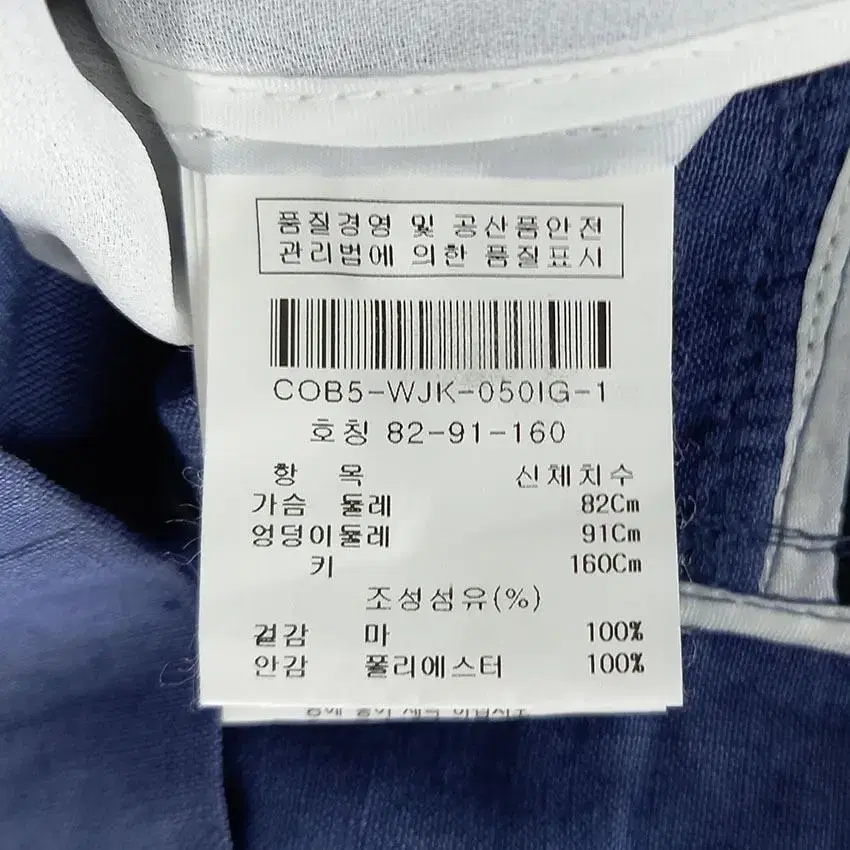 품질경영 및 공산품안전
관리법에 의한 품질표시
COB5-WJK-050IG-1
호칭 82-91-160
항 목 신체치수
가슴 둘레 82Cm
엉덩이둘레 91Cm
키 160Cm
조성섬유(%)
겉감 마 100%
안감 폴리에스터 100%